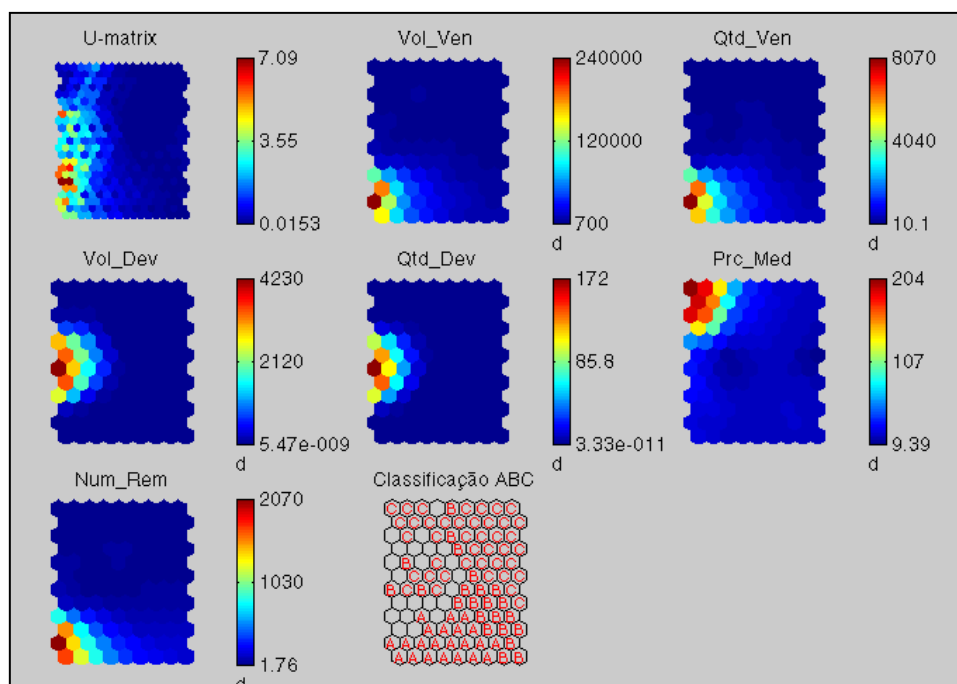 U-matrix
7.09
3.55
0.0153
Vol_Ven
240000
120000
700
d
Qtd_Ven
8070
4040
10.1
d
Vol_Dev
4230
2120
5.47e-009
d
Qtd_Dev
172
85.8
3.33e-011
d
Prc_Med
204
107
9.39
d
Num_Rem
2070
1030
1.76
d
Classificação ABC
C C C B C C C C
C C C C C C C C
C C B C C C C
B C C C C
B C C C C C
C C C B C C C
B C B C B B B C
B B B B C
A A A B B B
A A A A B B B
A A A A A A A B
A A A A A A B B